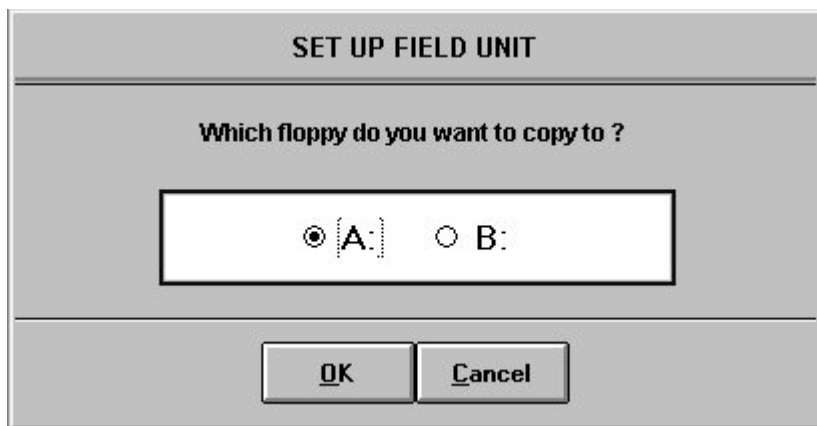 SET UP FIELD UNIT
Which floppy do you want to copy to ?
A: B:
OK Cancel